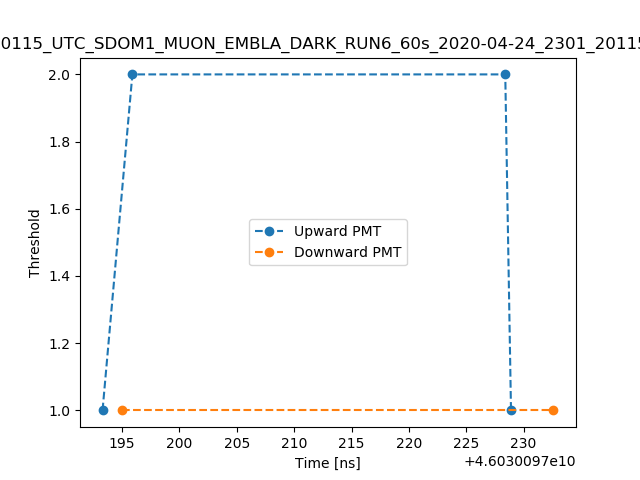 0115_UTC_SDOM1_MUON_EMBLA_DARK_RUN6_60s_2020-04-24_2301_20115
2.0
1.8
1.6
1.4
1.2
1.0
Threshold
Upward PMT
Downward PMT
195 200 205 210 215 220 225 230
Time [ns]
+4.6030097e10